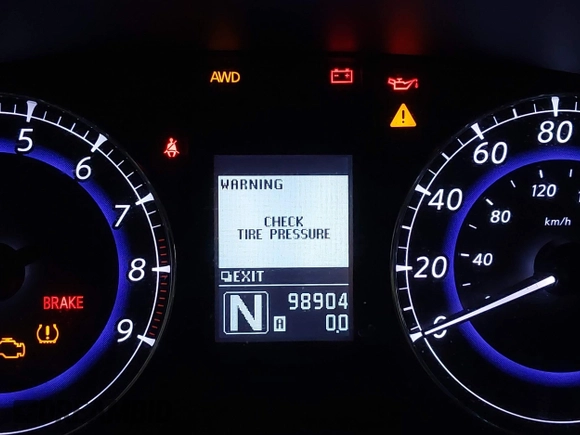 AWD
5
6
7
8
9
BRAKE
WARNING
CHECK
TIRE PRESSURE
EXIT
N
98904
A
0.0
80
60
40
20
0
120
80
40
km/h